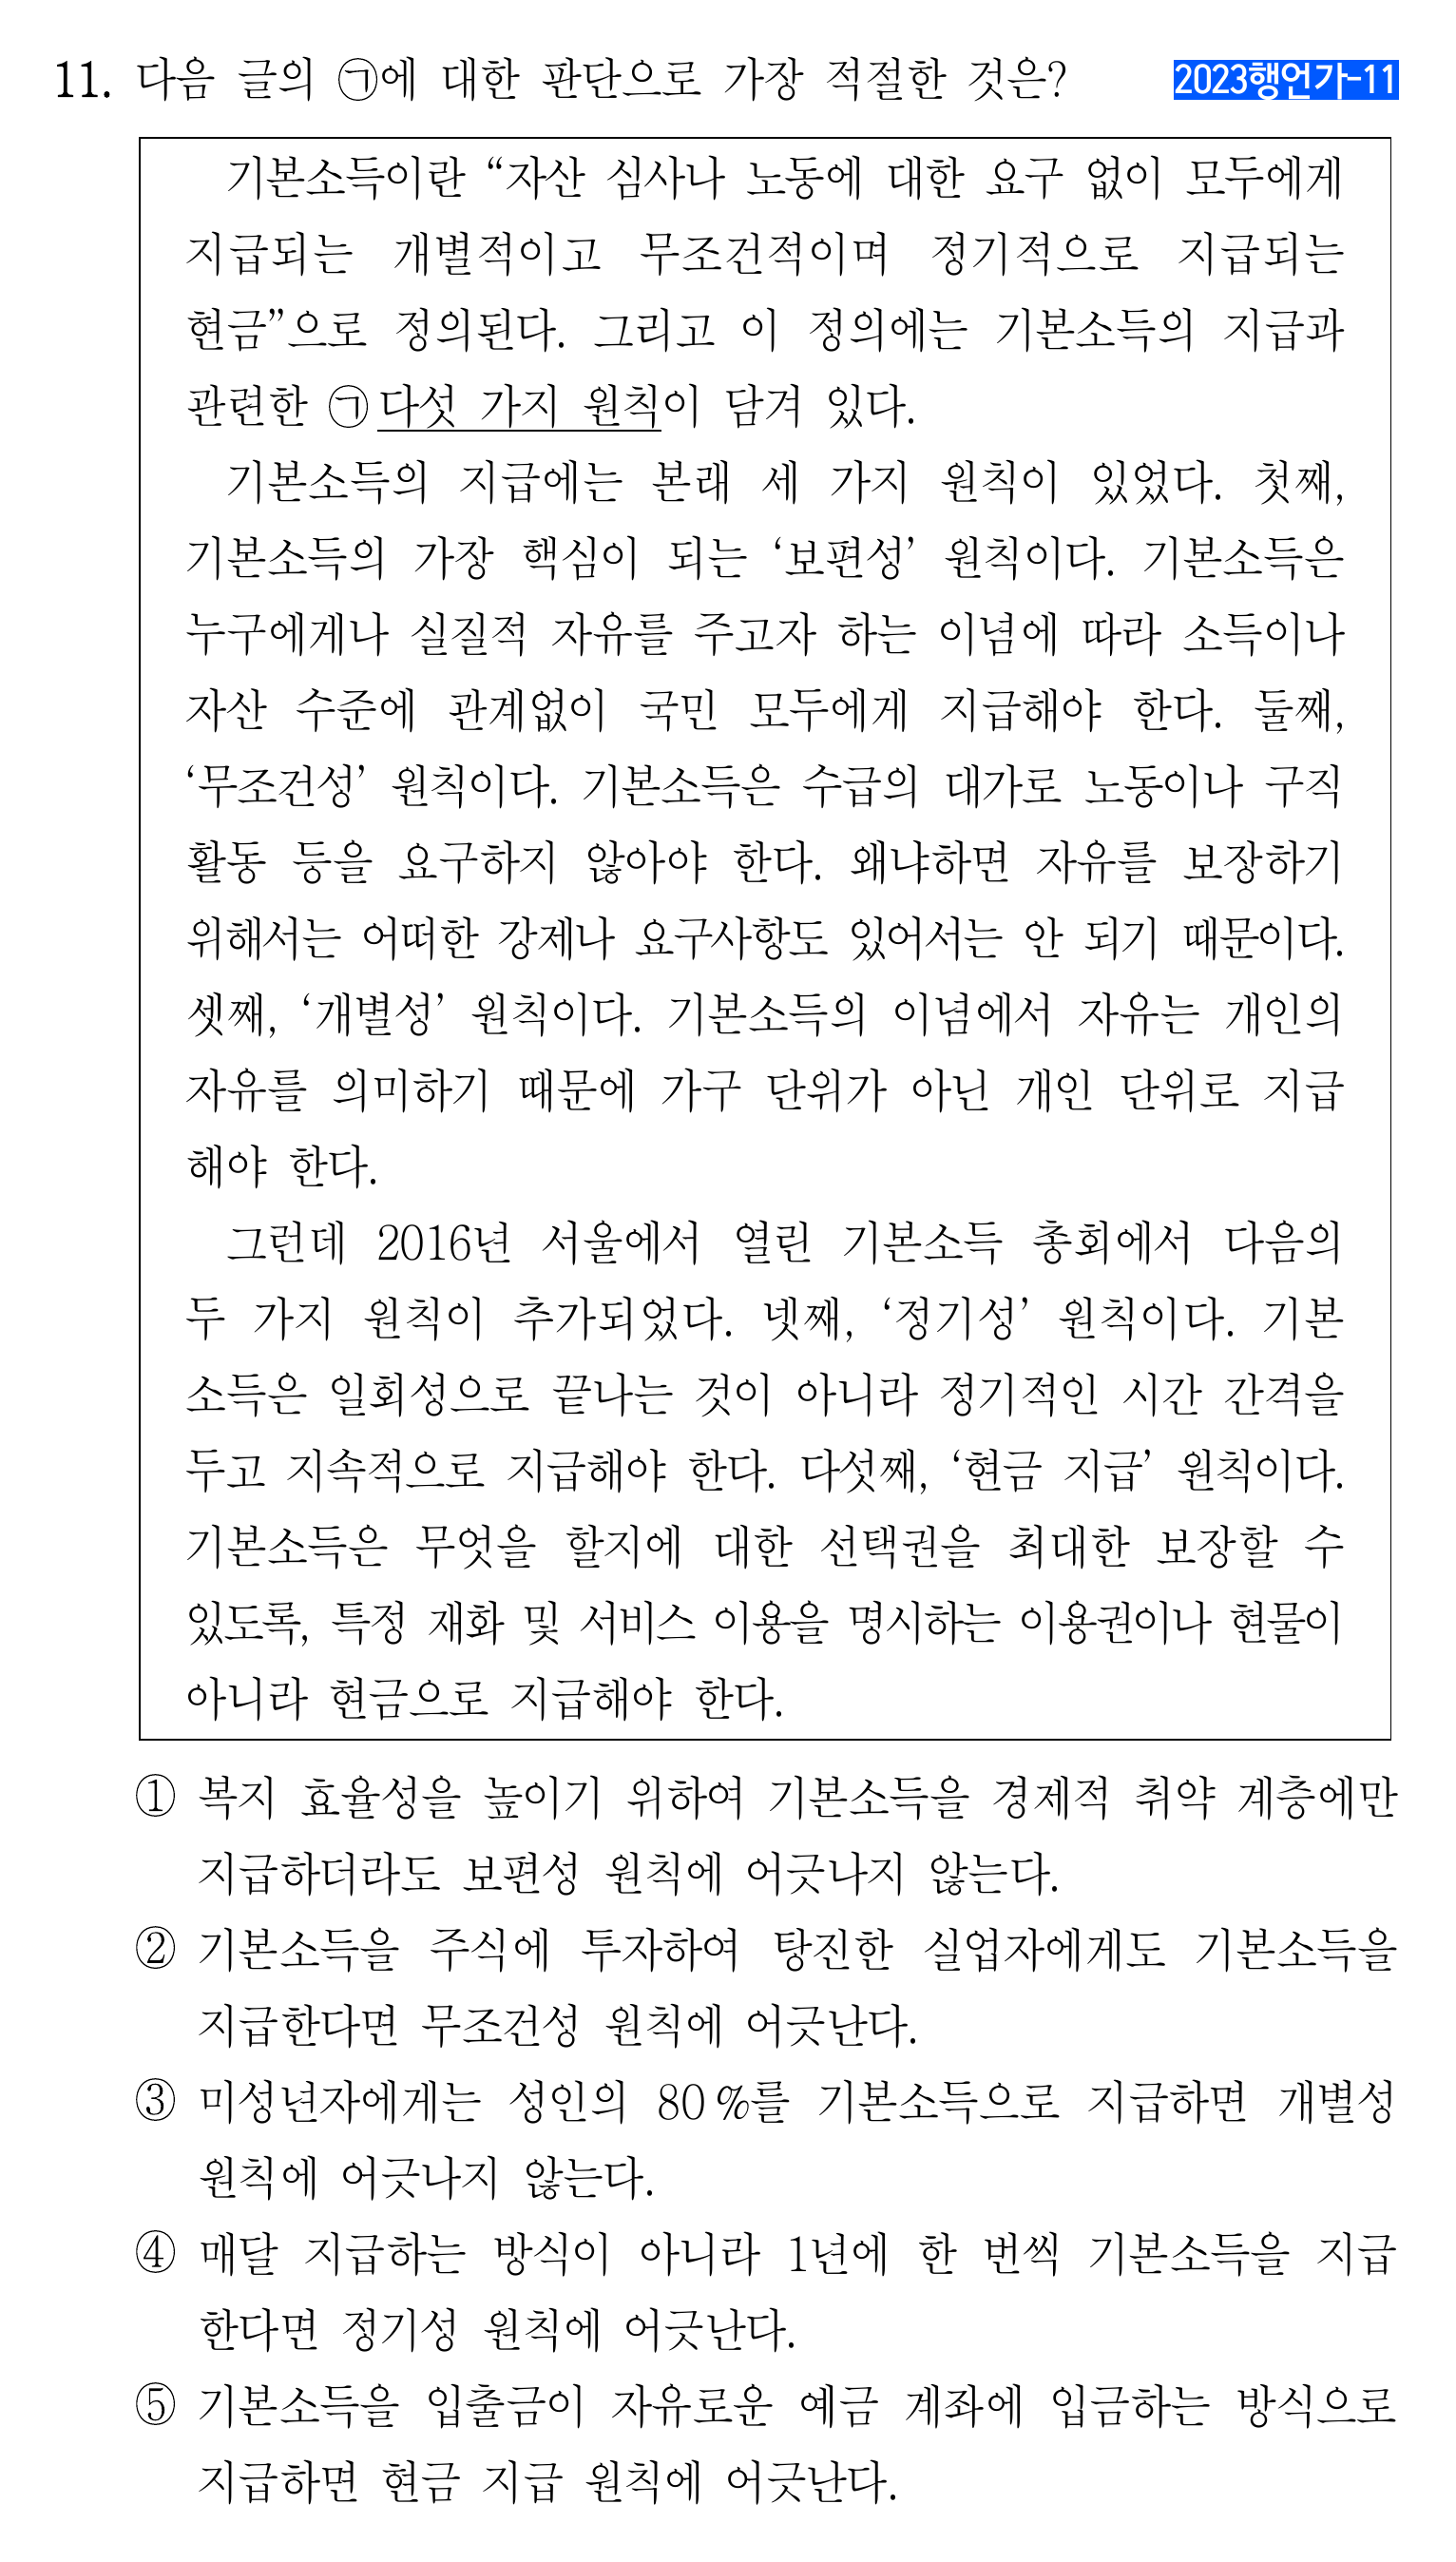 11. 다음 글의 ㉠에 대한 판단으로 가장 적절한 것은? 2023행언가-11
기본소득이란 “자산 심사나 노동에 대한 요구 없이 모두에게
지급되는 개별적이고 무조건적이며 정기적으로 지급되는
현금”으로 정의된다. 그리고 이 정의에는 기본소득의 지급과
관련한 ㉠다섯 가지 원칙이 담겨 있다.
기본소득의 지급에는 본래 세 가지 원칙이 있었다. 첫째,
기본소득의 가장 핵심이 되는 ‘보편성’ 원칙이다. 기본소득은
누구에게나 실질적 자유를 주고자 하는 이념에 따라 소득이나
자산 수준에 관계없이 국민 모두에게 지급해야 한다. 둘째,
‘무조건성’ 원칙이다. 기본소득은 수급의 대가로 노동이나 구직
활동 등을 요구하지 않아야 한다. 왜냐하면 자유를 보장하기
위해서는 어떠한 강제나 요구사항도 있어서는 안 되기 때문이다.
셋째, ‘개별성’ 원칙이다. 기본소득의 이념에서 자유는 개인의
자유를 의미하기 때문에 가구 단위가 아닌 개인 단위로 지급
해야 한다.
그런데 2016년 서울에서 열린 기본소득 총회에서 다음의
두 가지 원칙이 추가되었다. 넷째, ‘정기성’ 원칙이다. 기본
소득은 일회성으로 끝나는 것이 아니라 정기적인 시간 간격을
두고 지속적으로 지급해야 한다. 다섯째, ‘현금 지급’ 원칙이다.
기본소득은 무엇을 할지에 대한 선택권을 최대한 보장할 수
있도록, 특정 재화 및 서비스 이용을 명시하는 이용권이나 현물이
아니라 현금으로 지급해야 한다.
① 복지 효율성을 높이기 위하여 기본소득을 경제적 취약 계층에만
지급하더라도 보편성 원칙에 어긋나지 않는다.
② 기본소득을 주식에 투자하여 탕진한 실업자에게도 기본소득을
지급한다면 무조건성 원칙에 어긋난다.
③ 미성년자에게는 성인의 80%를 기본소득으로 지급하면 개별성
원칙에 어긋나지 않는다.
④ 매달 지급하는 방식이 아니라 1년에 한 번씩 기본소득을 지급
한다면 정기성 원칙에 어긋난다.
⑤ 기본소득을 입출금이 자유로운 예금 계좌에 입금하는 방식으로
지급하면 현금 지급 원칙에 어긋난다.